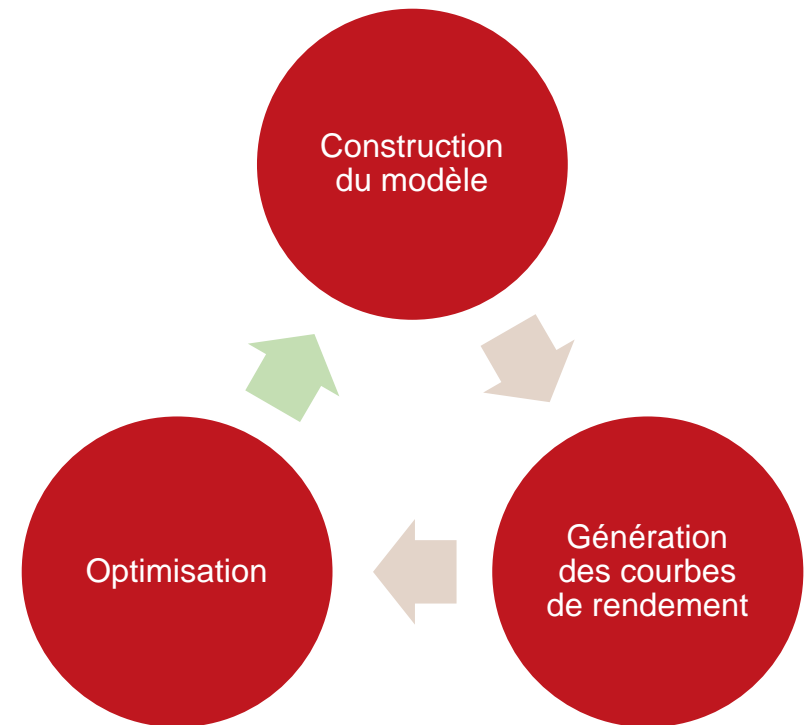 Construction
du modèle
Génération
des courbes
de rendement
Optimisation